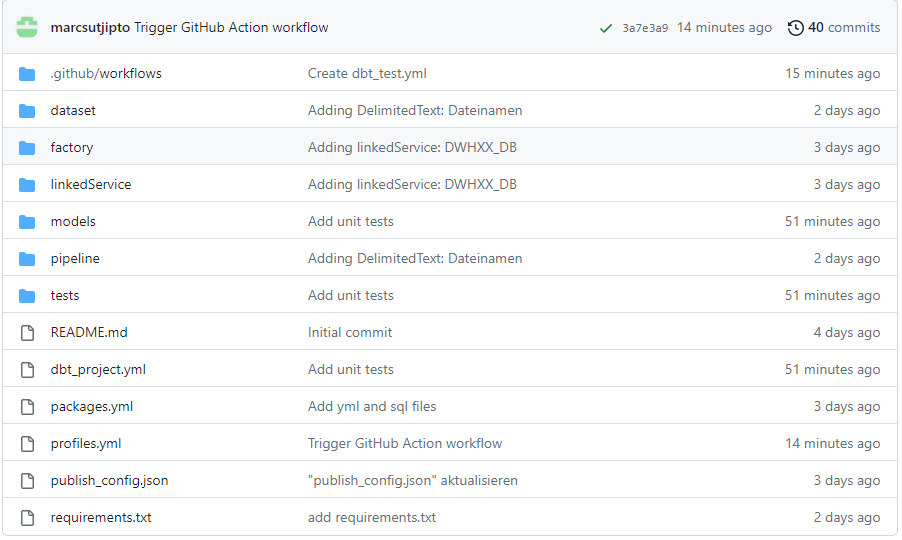 marcsutjipto Trigger GitHub Action workflow 3a7e3a9 14 minutes ago 40 commits
.github/workflows Create dbt_test.yml 15 minutes ago
dataset Adding DelimitedText: Dateinamen 2 days ago
factory Adding linkedService: DWHXX_DB 3 days ago
linkedService Adding linkedService: DWHXX_DB 3 days ago
models Add unit tests 51 minutes ago
pipeline Adding DelimitedText: Dateinamen 2 days ago
tests Add unit tests 51 minutes ago
README.md Initial commit 4 days ago
dbt_project.yml Add unit tests 51 minutes ago
packages.yml Add yml and sql files 3 days ago
profiles.yml Trigger GitHub Action workflow 14 minutes ago
publish_config.json "publish_config.json" aktualisieren 3 days ago
requirements.txt add requirements.txt 2 days ago